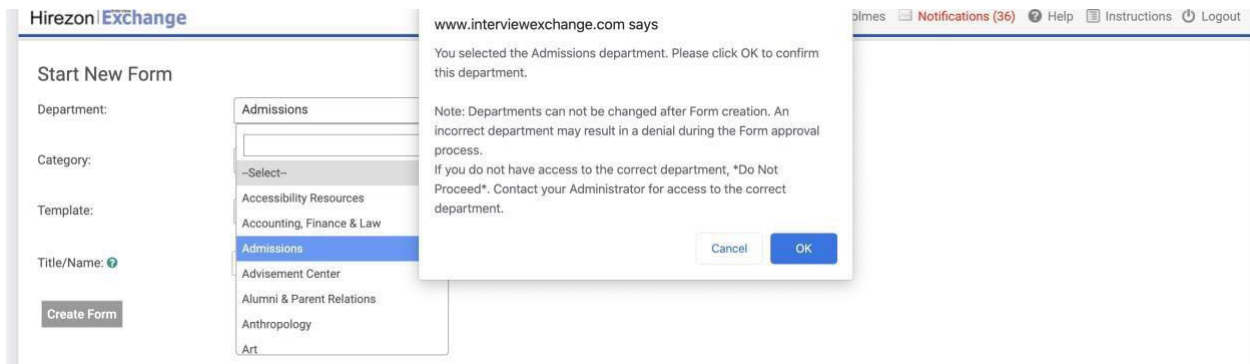 Hirezon Exchange
www.interviewexchange.com says
Notifications (36) Help Instructions Logout
You selected the Admissions department. Please click OK to confirm
this department.
Note: Departments can not be changed after Form creation. An
incorrect department may result in a denial during the Form approval
process.
If you do not have access to the correct department, *Do Not
Proceed*. Contact your Administrator for access to the correct
department.
Cancel OK
Start New Form
Department: Admissions
Category:
Template:
Title/Name:
Create Form
--Select--
Accessibility Resources
Accounting, Finance & Law
Admissions
Advisement Center
Alumni & Parent Relations
Anthropology
Art